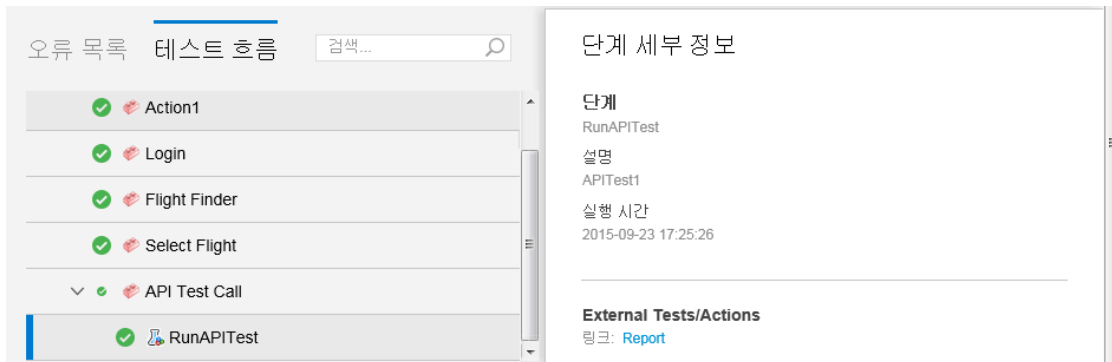 오류 목록
테스트 흐름
검색...
Action1
Login
Flight Finder
Select Flight
API Test Call
RunAPITest
단계 세부 정보
단계
RunAPITest
설명
APITest1
실행 시간
2015-09-23 17:25:26
External Tests/Actions
링크: Report